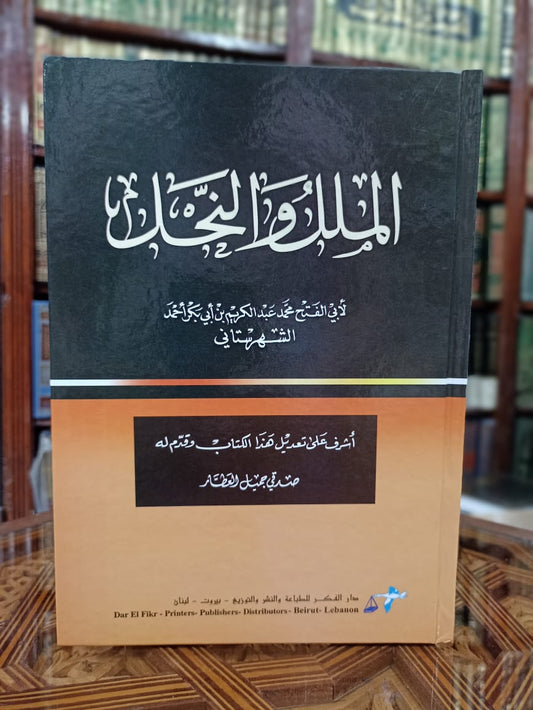 الملل والنحل
لأبي الفتح محمد عبد الكريم بن أبي بكر أحمد
الشهرستاني
أشرف على تعديل هذا الكتاب وقدم له
صدقي جميل العطار
دار الفكر للطباعة والنشر والتوزيع - بيروت - لبنان
Dar El Fikr - Printers- Publishers- Distributors- Beirut- Lebanon